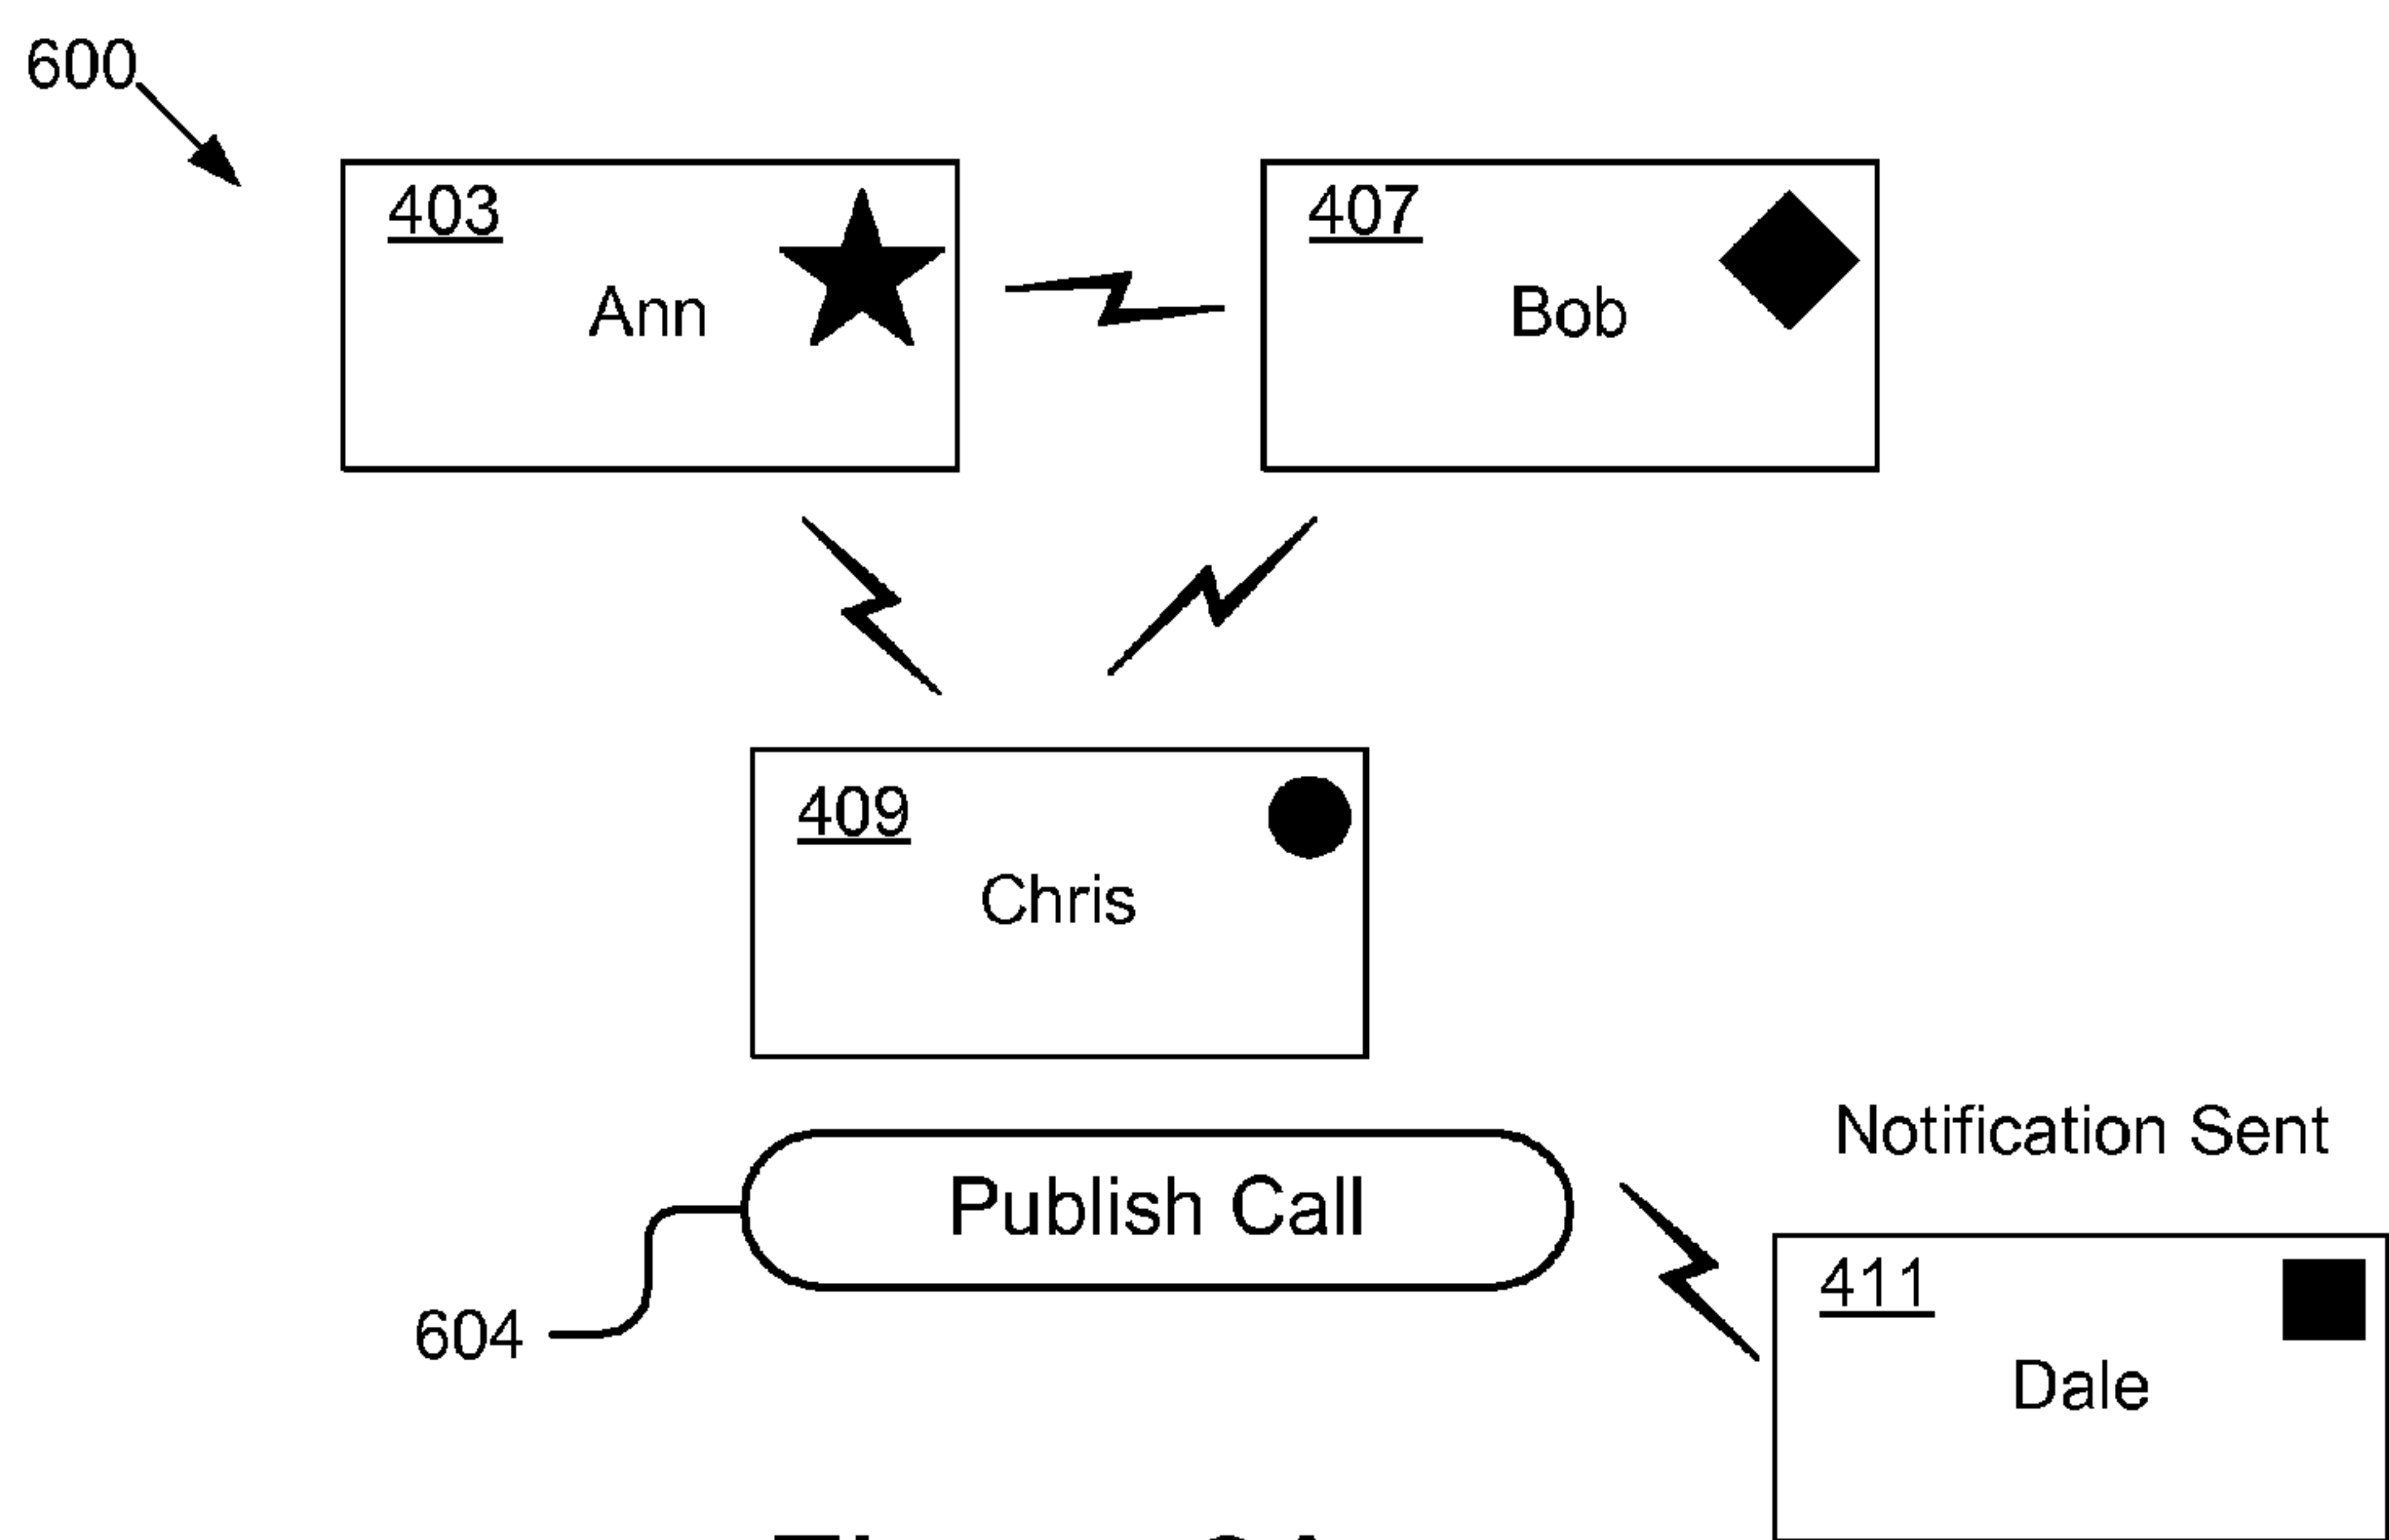 600
403
Ann
407
Bob
409
Chris
Notification Sent
Publish Call
411
Dale
604